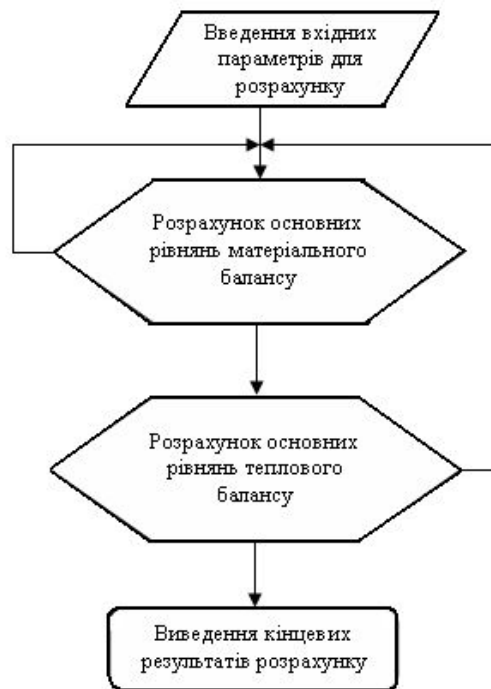 Введення вхідних
параметрів для
розрахунку
Розрахунок основних
рівнянь матеріального
балансу
Розрахунок основних
рівнянь теплового
балансу
Виведення кінцевих
результатів розрахунку